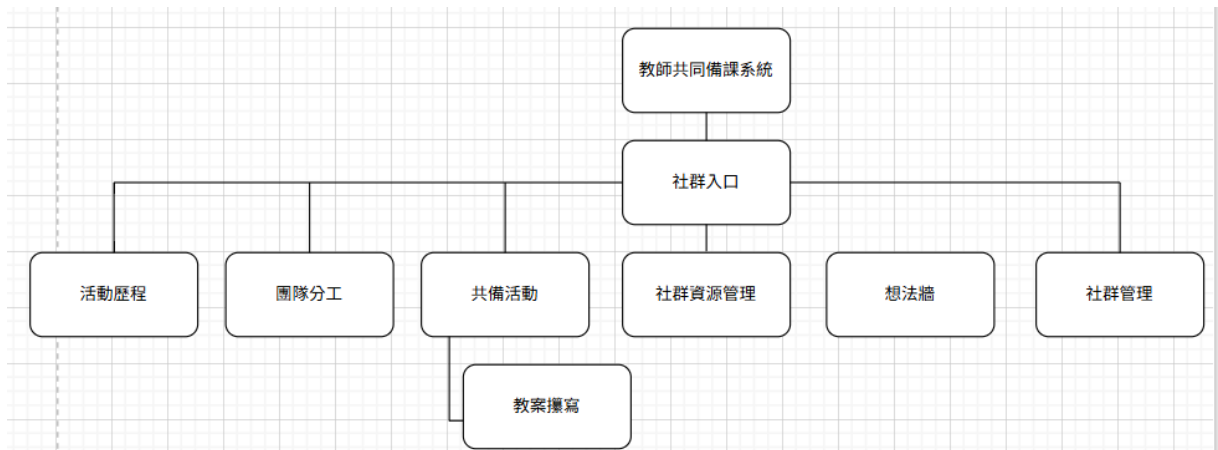 教師共同備課系統
社群入口
活動歷程
團隊分工
共備活動
社群資源管理
想法牆
社群管理
教案攥寫